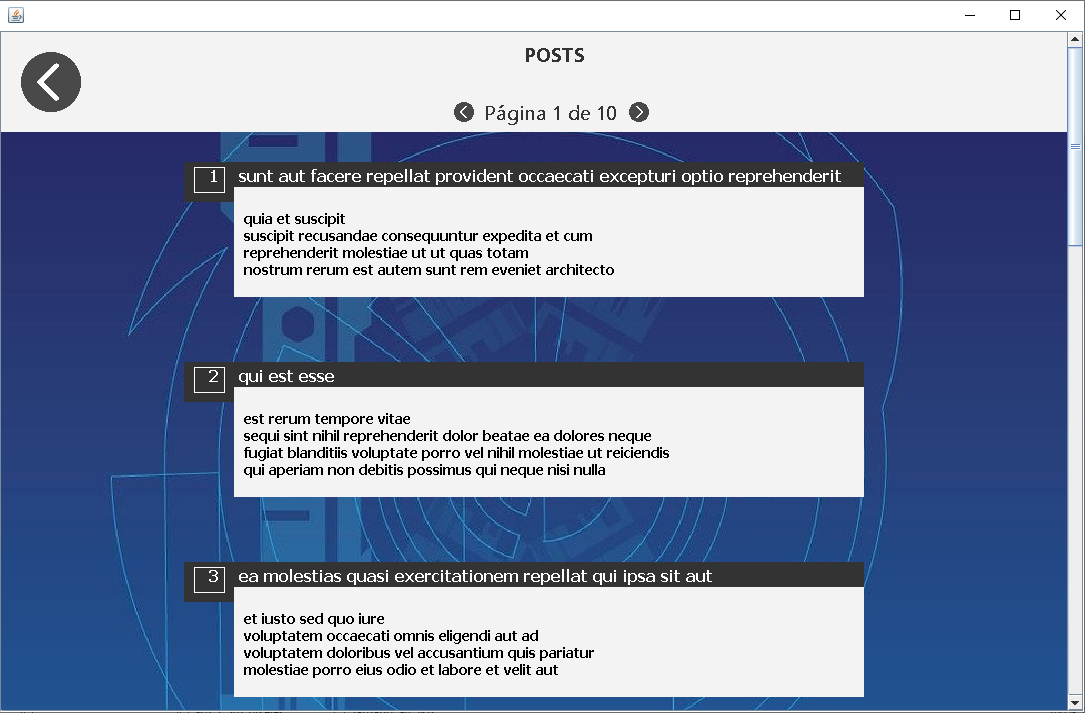 POSTS
Página 1 de 10
1 sunt aut facere repellat provident occaecati excepturi optio reprehenderit
quia et suscipit
suscipit recusandae consequuntur expedita et cum
reprehenderit molestiae ut ut quas totam
nostrum rerum est autem sunt rem eveniet architecto
2 qui est esse
est rerum tempore vitae
sequi sint nihil reprehenderit dolor beatae ea dolores neque
fugiat blanditiis voluptate porro vel nihil molestiae ut reiciendis
qui aperiam non debitis possimus qui neque nisi nulla
3 ea molestias quasi exercitationem repellat qui ipsa sit aut
et iusto sed quo iure
voluptatem occaecati omnis eligendi aut ad
voluptatem doloribus vel accusantium quis pariatur
molestiae porro eius odio et labore et velit aut